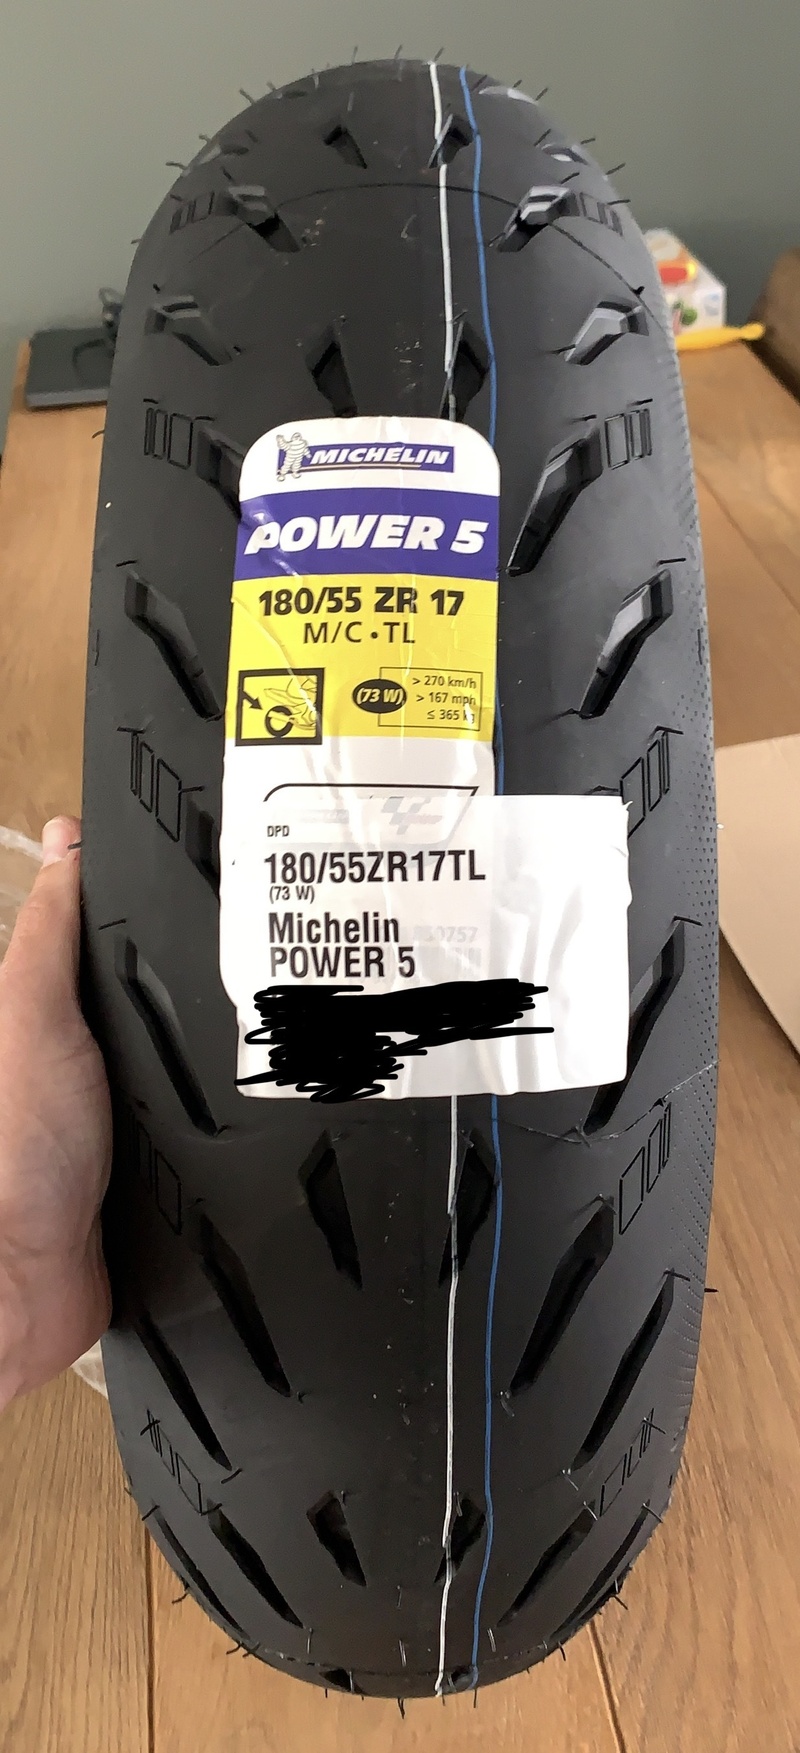 MICHELIN
POWER 5
180/55 ZR 17
M/C • TL
(73 W)
> 270 km/h
> 167 mph
≤ 365 kg
DPD
180/55ZR17TL
(73 W)
Michelin
POWER 5